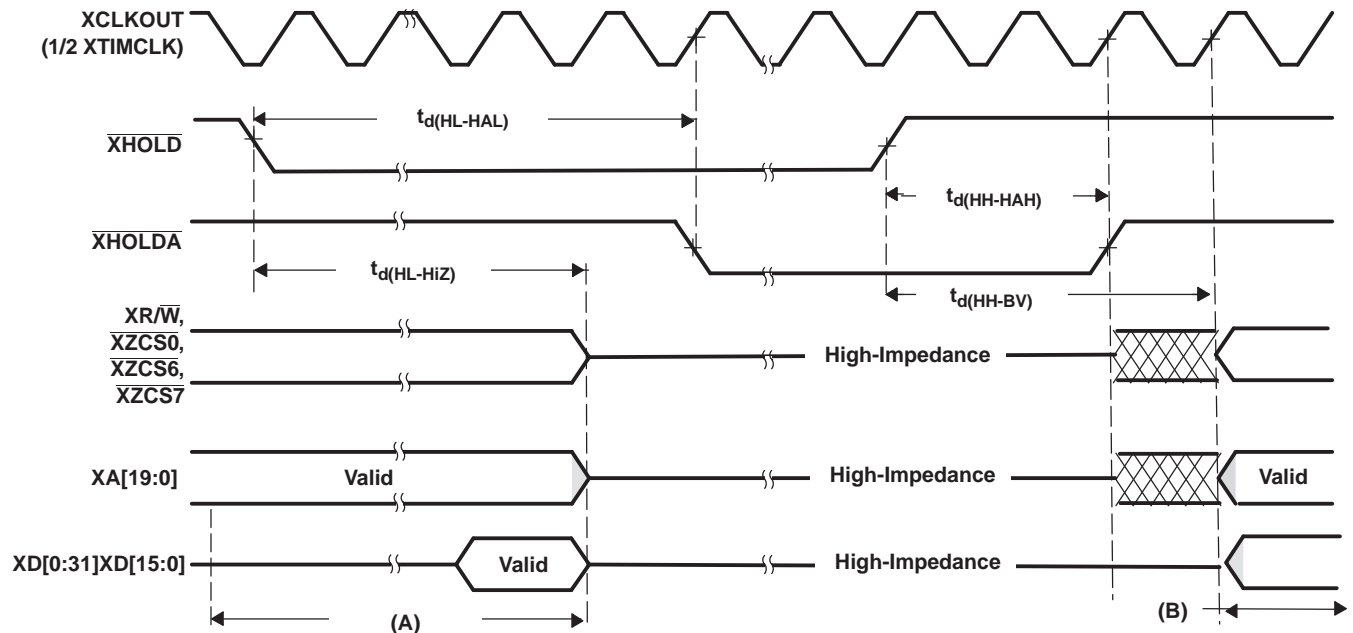 XCLKOUT
(1/2 XTIMCLK)
td(HL-HAL)
XHOLD
td(HH-HAH)
XHOLDA
td(HL-HiZ)
td(HH-BV)
XR/W,
XZCS0,
XZCS6,
XZCS7
High-Impedance
XA[19:0]
Valid
High-Impedance
Valid
XD[0:31]XD[15:0]
Valid
High-Impedance
(A)
(B)